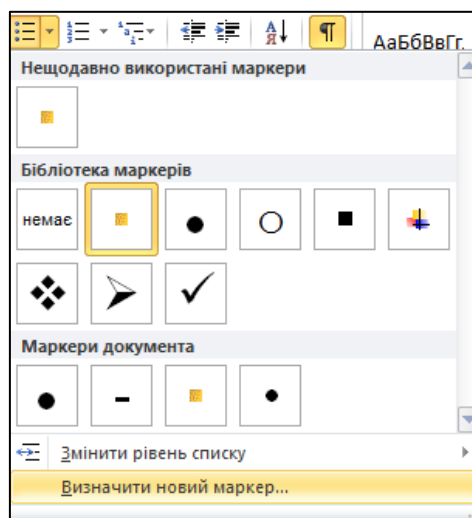 АаБбВвГг,
Нещодавно використані маркери
Бібліотека маркерів
немає
Маркери документа
Змінити рівень списку
Визначити новий маркер...